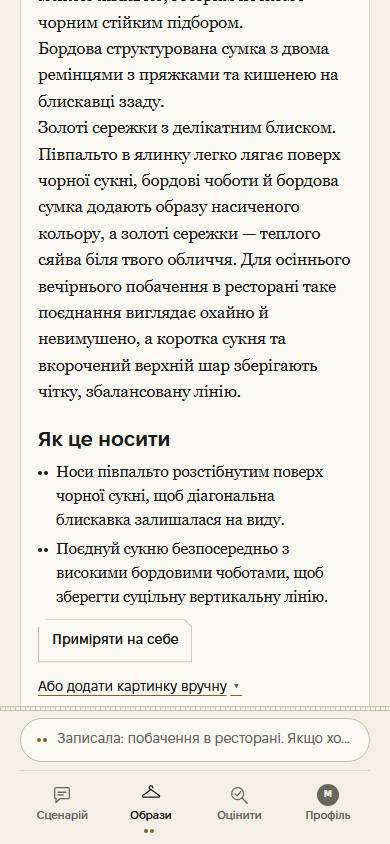 чорним стійким підбором.
Бордова структурована сумка з двома
ремінцями з пряжками та кишенею на
блискавці ззаду.
Золоті сережки з делікатним блиском.
Півпальто в ялинку легко лягає поверх
чорної сукні, бордові чоботи й бордова
сумка додають образу насиченого
кольору, а золоті сережки — теплого
сяйва біля твого обличчя. Для осіннього
вечірнього побачення в ресторані таке
поєднання виглядає охайно й
невимушено, а коротка сукня та
вкорочений верхній шар зберігають
чітку, збалансовану лінію.
Як це носити
Носи півпальто розстібнутим поверх
чорної сукні, щоб діагональна
блискавка залишалася на виду.
Поєднуй сукню безпосередньо з
високими бордовими чоботами, щоб
зберегти суцільну вертикальну лінію.
Приміряти на себе
Або додати картинку вручну
Записала: побачення в ресторані. Якщо хо...
Сценарій
Образи
Оцінити
М
Профіль